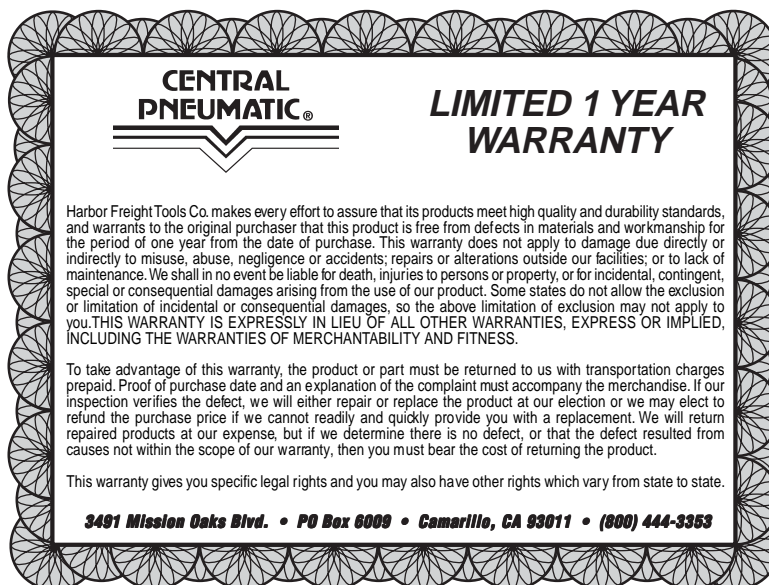 CENTRAL
PNEUMATIC®
LIMITED 1 YEAR
WARRANTY
Harbor Freight Tools Co. makes every effort to assure that its products meet high quality and durability standards,
and warrants to the original purchaser that this product is free from defects in materials and workmanship for
the period of one year from the date of purchase. This warranty does not apply to damage due directly or
indirectly to misuse, abuse, negligence or accidents; repairs or alterations outside our facilities; or to lack of
maintenance. We shall in no event be liable for death, injuries to persons or property, or for incidental, contingent,
special or consequential damages arising from the use of our product. Some states do not allow the exclusion
or limitation of incidental or consequential damages, so the above limitation of exclusion may not apply to
you.THIS WARRANTY IS EXPRESSLY IN LIEU OF ALL OTHER WARRANTIES, EXPRESS OR IMPLIED,
INCLUDING THE WARRANTIES OF MERCHANTABILITY AND FITNESS.
To take advantage of this warranty, the product or part must be returned to us with transportation charges
prepaid. Proof of purchase date and an explanation of the complaint must accompany the merchandise. If our
inspection verifies the defect, we will either repair or replace the product at our election or we may elect to
refund the purchase price if we cannot readily and quickly provide you with a replacement. We will return
repaired products at our expense, but if we determine there is no defect, or that the defect resulted from
causes not within the scope of our warranty, then you must bear the cost of returning the product.
This warranty gives you specific legal rights and you may also have other rights which vary from state to state.
3491 Mission Oaks Blvd. • PO Box 6009 • Camarillo, CA 93011 • (800) 444-3353